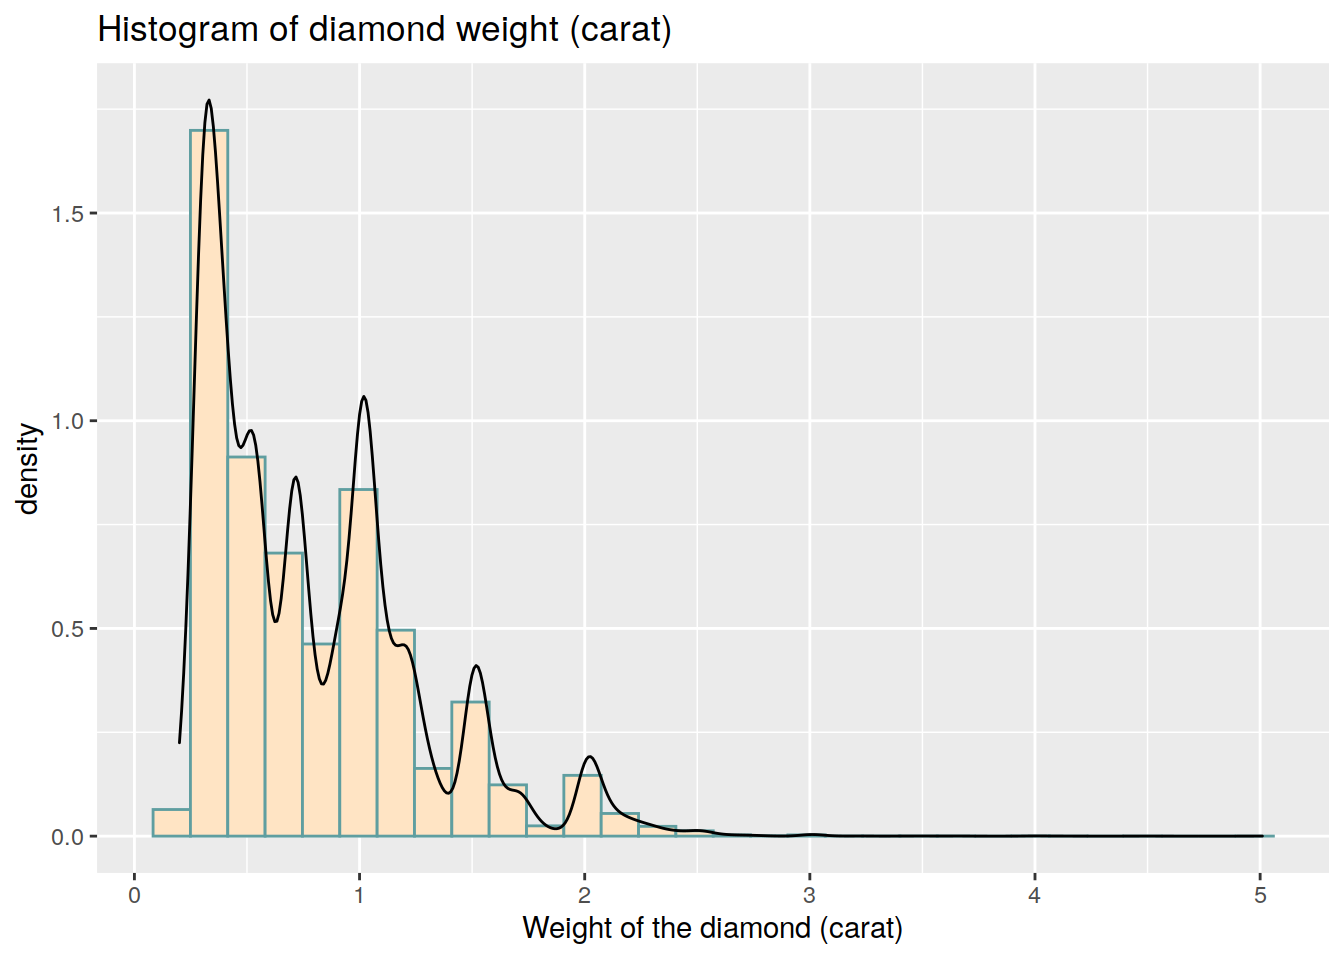 Histogram of diamond weight (carat)
1.5
1.0
0.5
0.0
density
0 1 2 3 4 5
Weight of the diamond (carat)